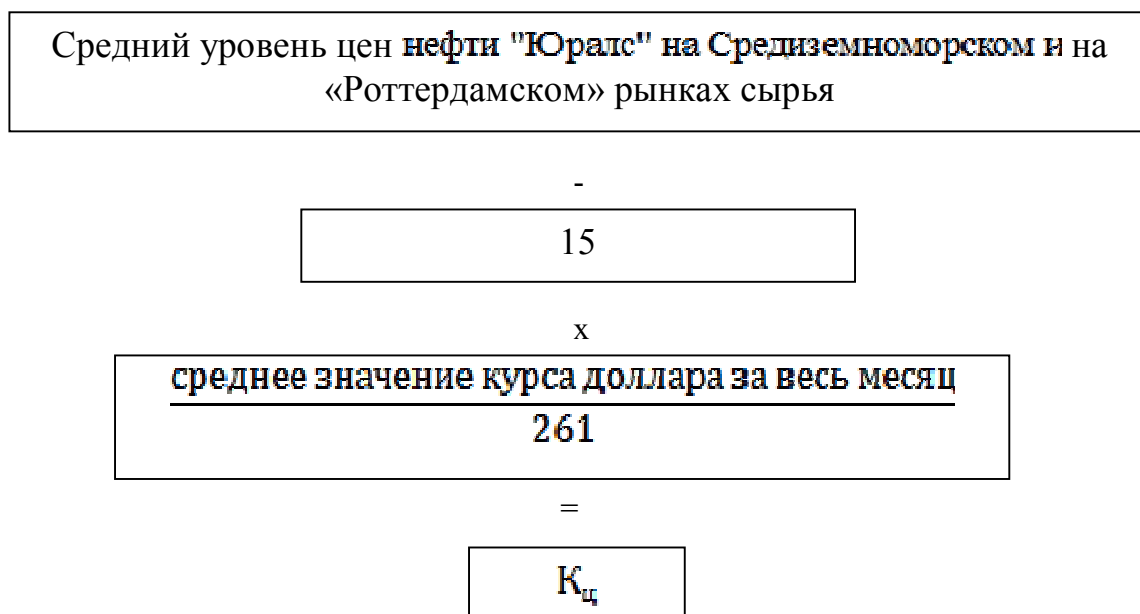 Средний уровень цен нефти "Юралс" на Средиземноморском и на
«Роттердамском» рынках сырья
-
15
x
среднее значение курса доллара за весь месяц
261
=
Кц